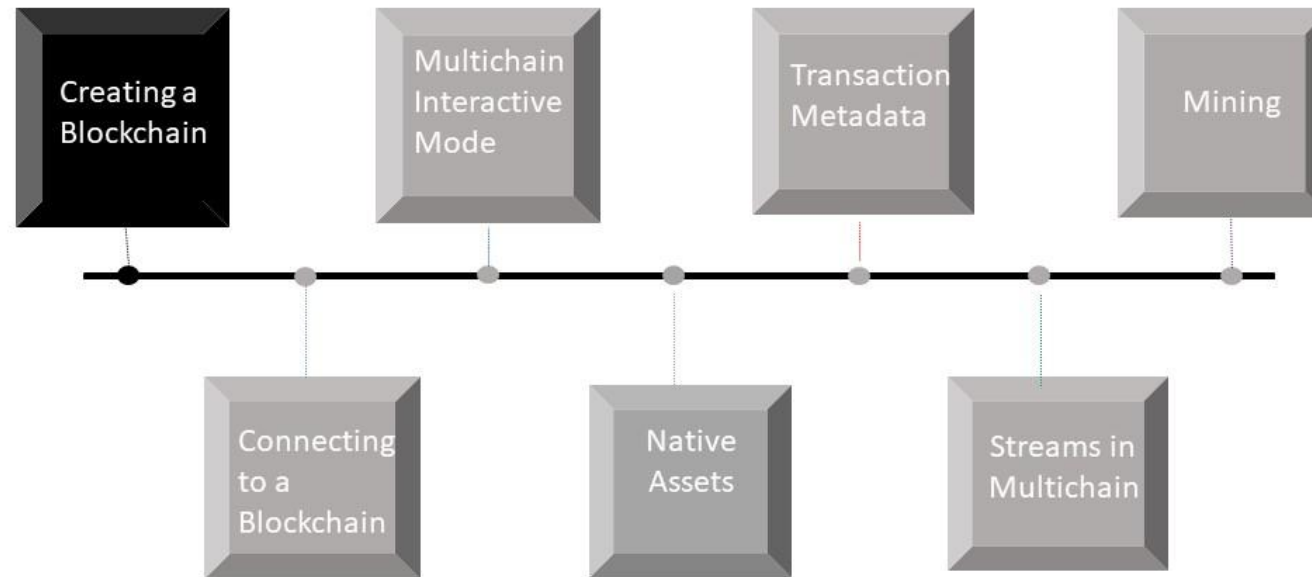 Creating a
Blockchain
Multichain
Interactive
Mode
Transaction
Metadata
Mining
Connecting
to a
Blockchain
Native
Assets
Streams in
Multichain